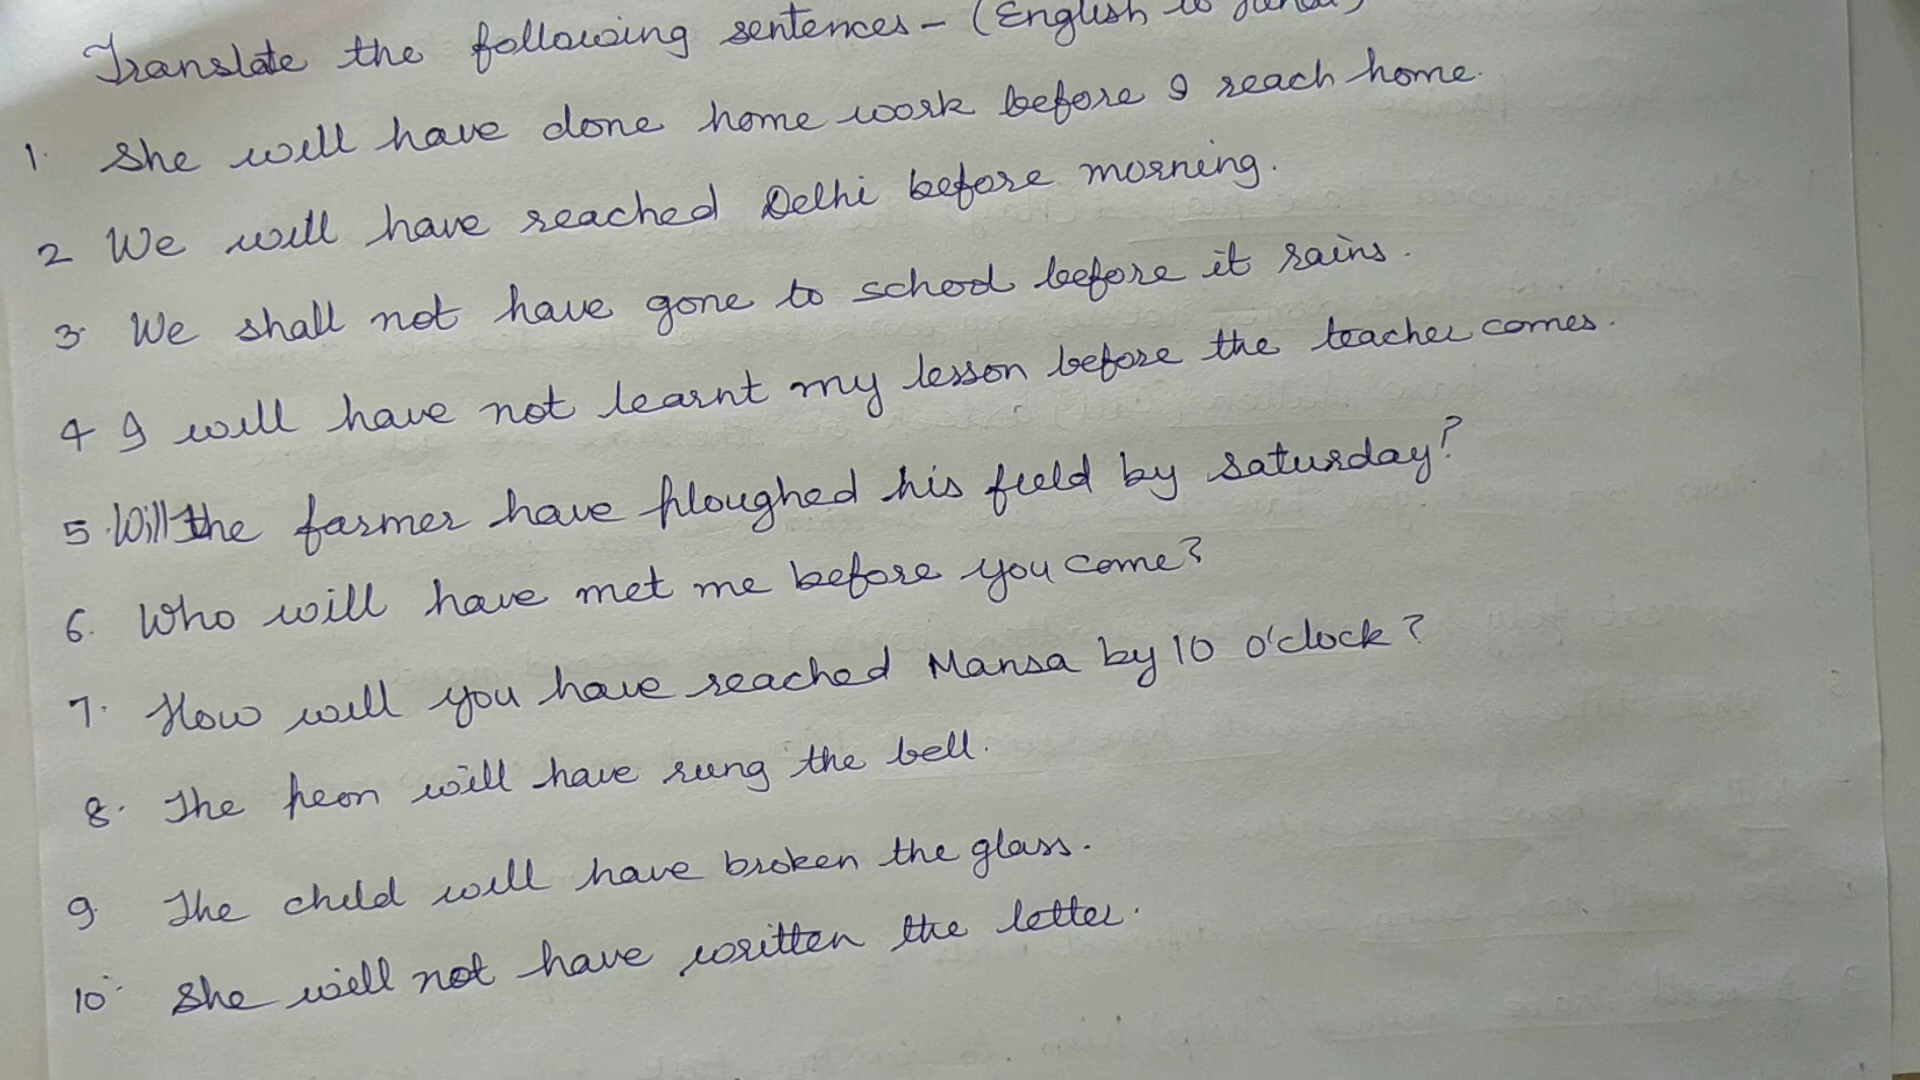 Translate the following sentences - (English to Hindi)
1. She will have done home work before I reach home.
2 We will have reached Delhi before morning.
3. We shall not have gone to school before it rains.
4 I will have not learnt my lesson before the teacher comes.
5. Will the farmer have ploughed his field by saturday?
6. Who will have met me before you come?
7. How will you have reached Mansa by 10 o'clock?
8. The peon will have rung the bell.
9. The child will have broken the glass.
10. She will not have written the letter.